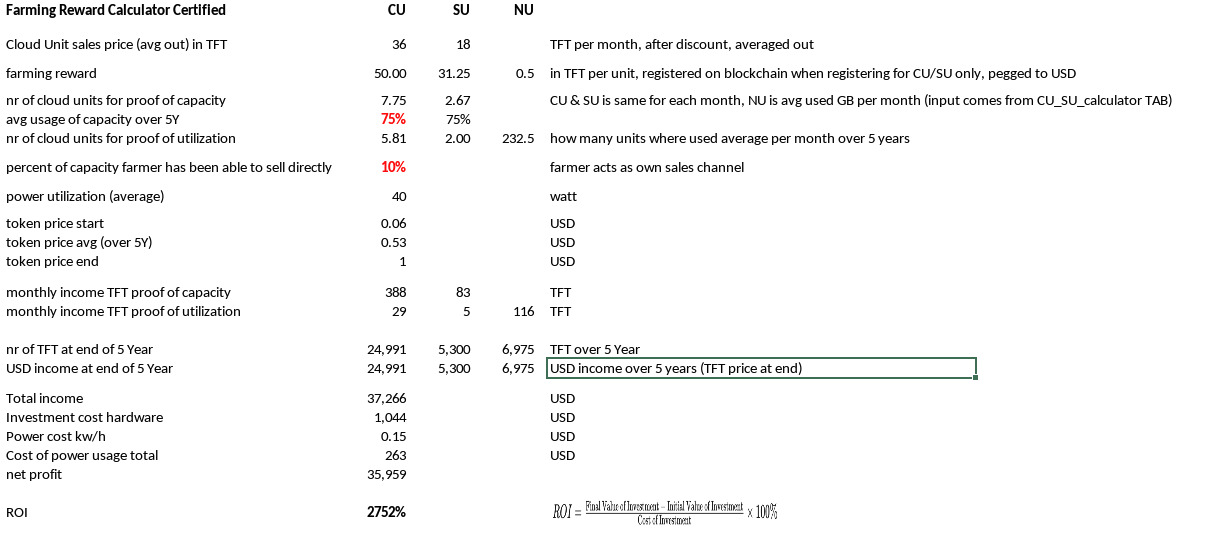 Farming Reward Calculator Certified CU SU NU
Cloud Unit sales price (avg out) in TFT 36 18 TFT per month, after discount, averaged out
farming reward 50.00 31.25 0.5 in TFT per unit, registered on blockchain when registering for CU/SU only, pegged to USD
nr of cloud units for proof of capacity 7.75 2.67 CU & SU is same for each month, NU is avg used GB per month (input comes from CU_SU_calculator TAB)
avg usage of capacity over 5Y 75% 75%
nr of cloud units for proof of utilization 5.81 2.00 232.5 how many units where used average per month over 5 years
percent of capacity farmer has been able to sell directly 10% farmer acts as own sales channel
power utilization (average) 40 watt
token price start 0.06 USD
token price avg (over 5Y) 0.53 USD
token price end 1 USD
monthly income TFT proof of capacity 388 83 TFT
monthly income TFT proof of utilization 29 5 116 TFT
nr of TFT at end of 5 Year 24,991 5,300 6,975 TFT over 5 Year
USD income at end of 5 Year 24,991 5,300 6,975 USD income over 5 years (TFT price at end)
Total income 37,266 USD
Investment cost hardware 1,044 USD
Power cost kw/h 0.15 USD
Cost of power usage total 263 USD
net profit 35,959
ROI 2752% ROI = Final Value of Investment − Initial Value of Investment / Cost of Investment × 100%